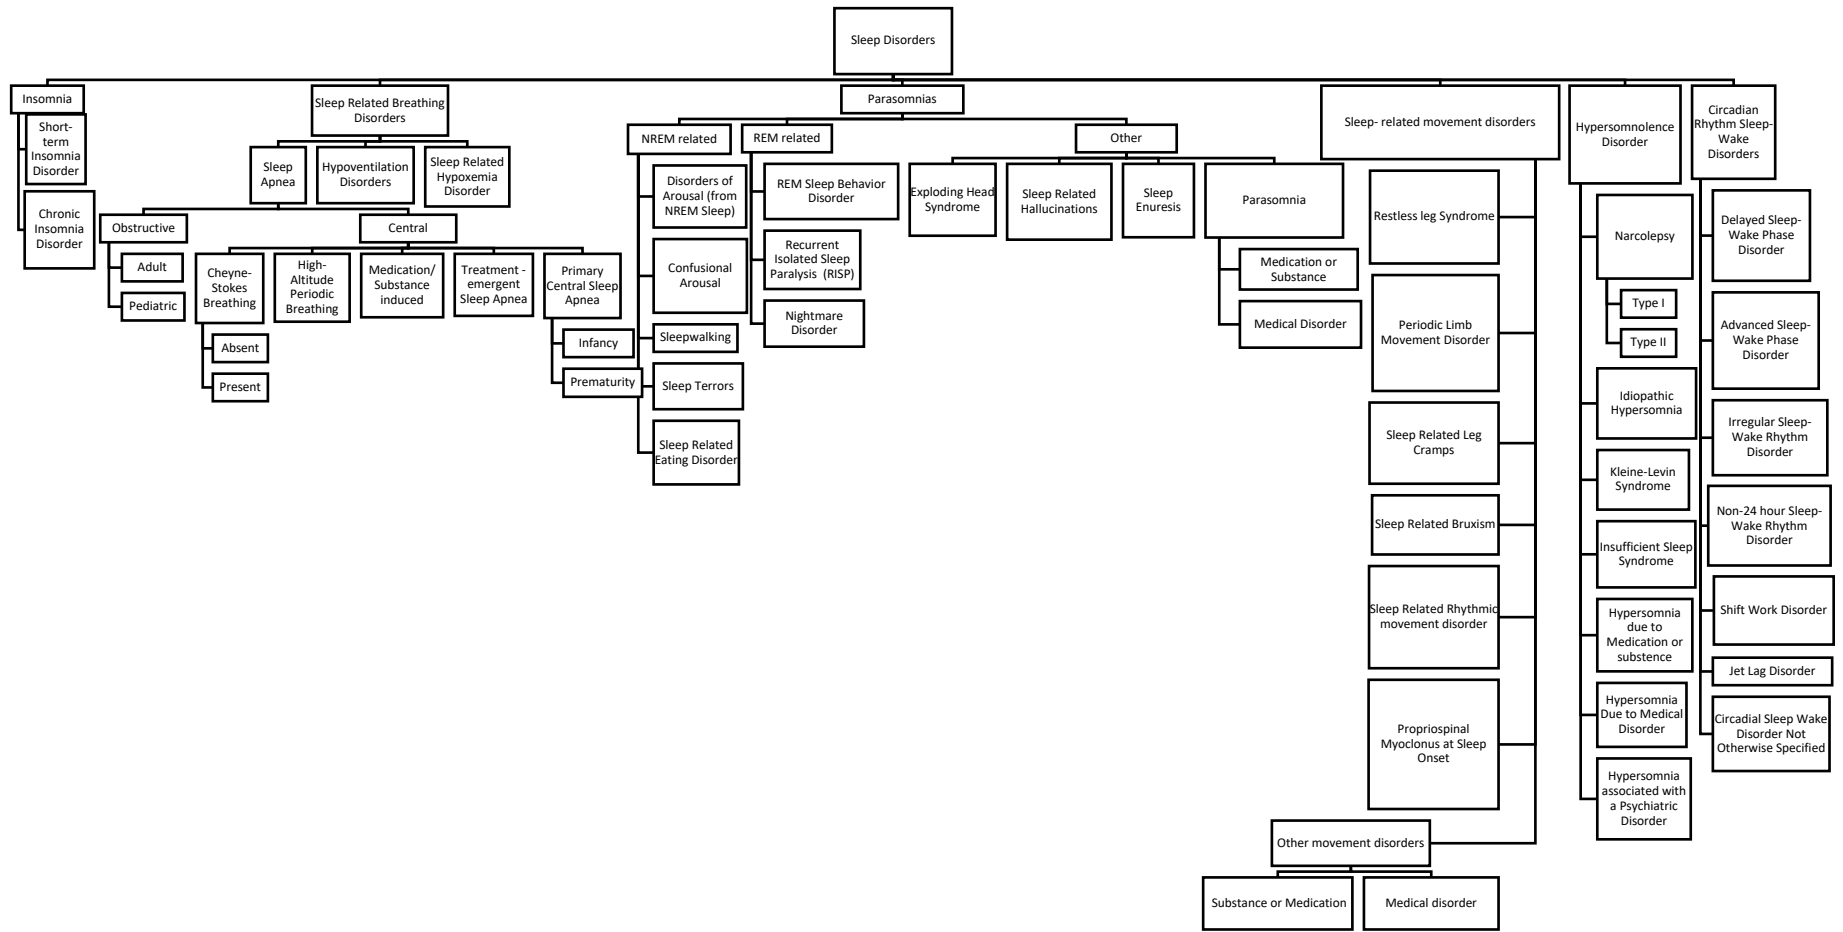 Sleep Disorders
Insomnia
Short-
term
Insomnia
Disorder
Chronic
Insomnia
Disorder
Sleep Related Breathing
Disorders
Sleep
Apnea
Hypoventilation
Disorders
Sleep Related
Hypoxemia
Disorder
Obstructive
Adult
Pediatric
Central
Cheyne-
Stokes
Breathing
Absent
Present
High-
Altitude
Periodic
Breathing
Medication/
Substance
induced
Treatment -
emergent
Sleep Apnea
Primary
Central Sleep
Apnea
Infancy
Prematurity
Parasomnias
NREM related
Disorders of
Arousal (from
NREM Sleep)
Confusional
Arousal
Sleepwalking
Sleep Terrors
Sleep Related
Eating Disorder
REM related
REM Sleep Behavior
Disorder
Recurrent
Isolated Sleep
Paralysis (RISP)
Nightmare
Disorder
Other
Exploding Head
Syndrome
Sleep Related
Hallucinations
Sleep
Enuresis
Parasomnia
Medication or
Substance
Medical Disorder
Sleep- related movement disorders
Restless leg Syndrome
Periodic Limb
Movement Disorder
Sleep Related Leg
Cramps
Sleep Related Bruxism
Sleep Related Rhythmic
movement disorder
Propriospinal
Myoclonus at Sleep
Onset
Other movement disorders
Substance or Medication
Medical disorder
Hypersomnolence
Disorder
Narcolepsy
Type I
Type II
Idiopathic
Hypersomnia
Kleine-Levin
Syndrome
Insufficient Sleep
Syndrome
Hypersomnia
due to
Medication or
substence
Hypersomnia
Due to Medical
Disorder
Hypersomnia
associated with
a Psychiatric
Disorder
Circadian
Rhythm Sleep-
Wake
Disorders
Delayed Sleep-
Wake Phase
Disorder
Advanced Sleep-
Wake Phase
Disorder
Irregular Sleep-
Wake Rhythm
Disorder
Non-24 hour Sleep-
Wake Rhythm
Disorder
Shift Work Disorder
Jet Lag Disorder
Circadial Sleep Wake
Disorder Not
Otherwise Specified